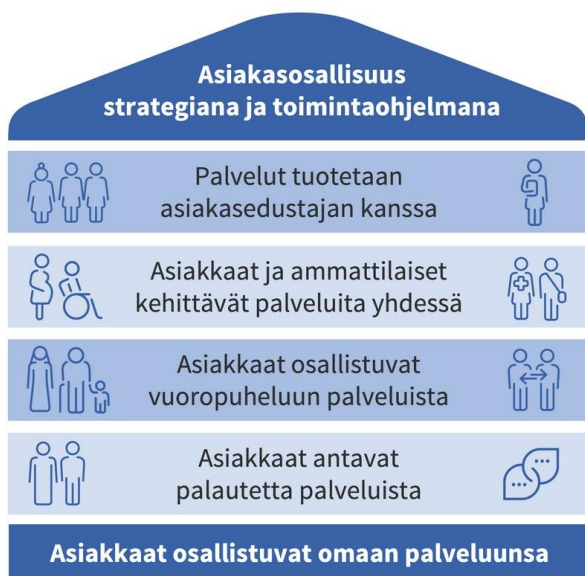 Asiakasosallisuus
strategiana ja toimintaohjelmana
Palvelut tuotetaan
asiakasedustajan kanssa
Asiakkaat ja ammattilaiset
kehittävät palveluita yhdessä
Asiakkaat osallistuvat
vuoropuheluun palveluista
Asiakkaat antavat
palautetta palveluista
Asiakkaat osallistuvat omaan palveluunsa